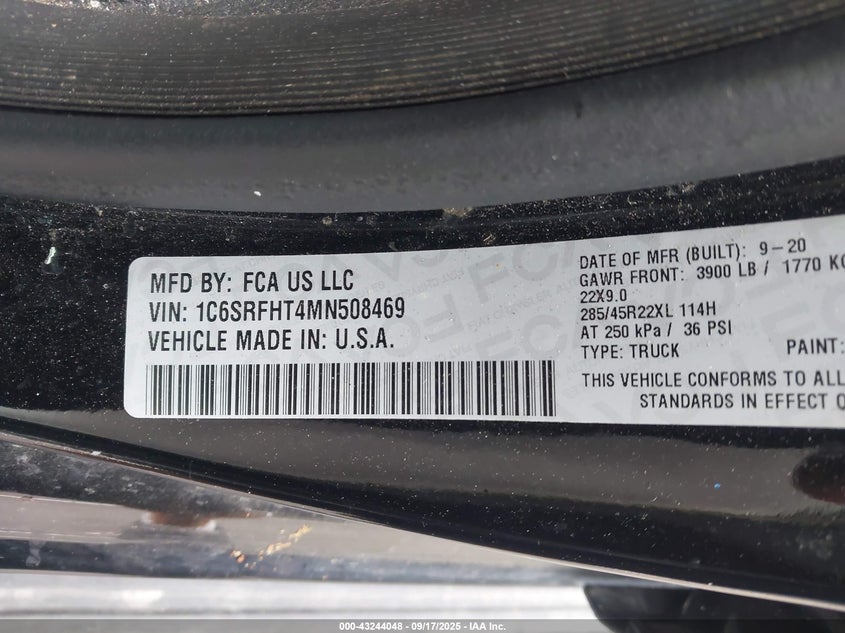 MFD BY: FCA US LLC
VIN: 1C6SRFHT4MN508469
VEHICLE MADE IN: U.S.A.
DATE OF MFR (BUILT): 9-20
GAWR FRONT: 3900 LB / 1770 KG
22X9.0
285/45R22XL 114H
AT 250 kPa / 36 PSI
TYPE: TRUCK PAINT:
THIS VEHICLE CONFORMS TO ALL
STANDARDS IN EFFECT O
000-43244048 - 09/17/2025 - IAA Inc.